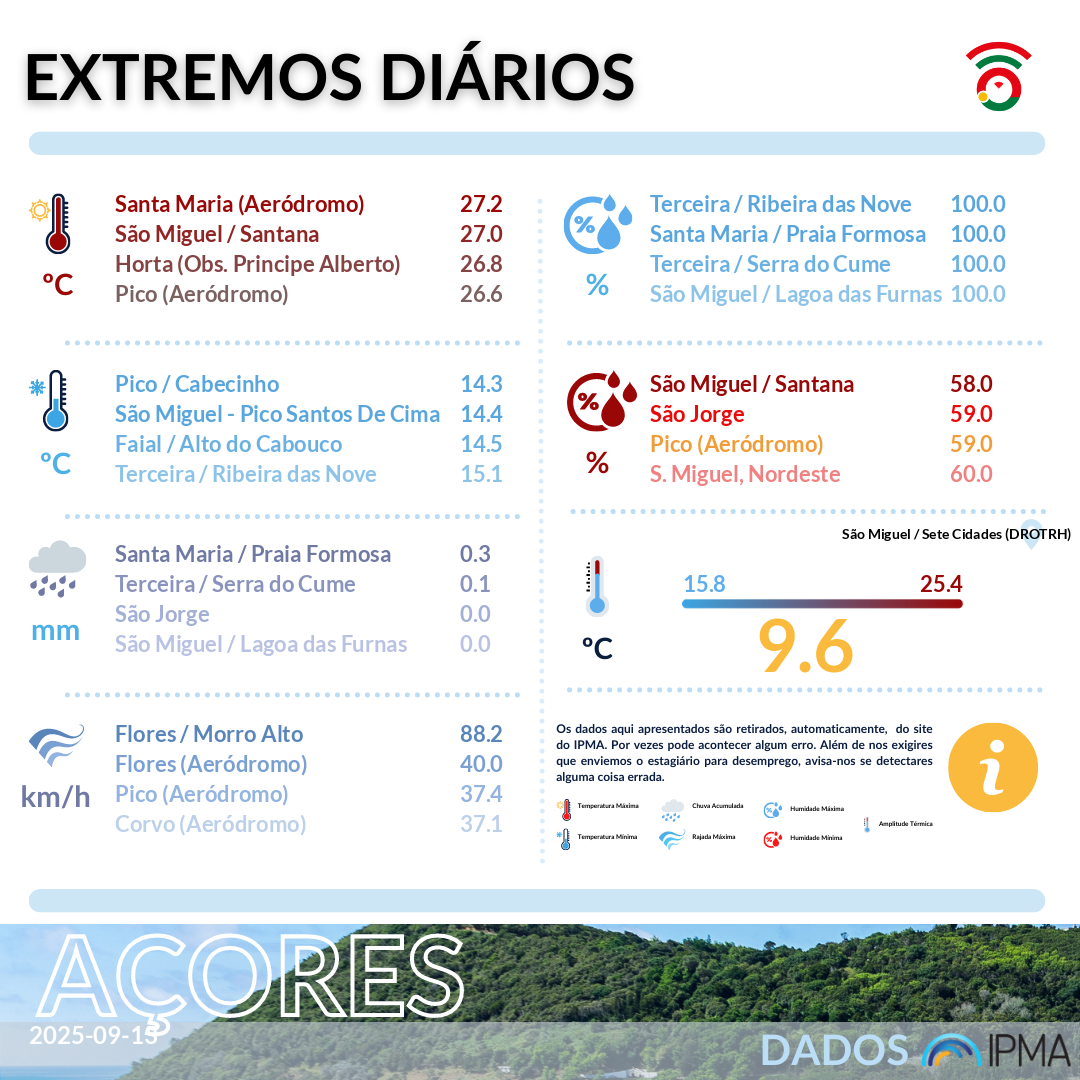 EXTREMOS DIÁRIOS
Santa Maria (Aeródromo) 27.2
São Miguel / Santana 27.0
Horta (Obs. Principe Alberto) 26.8
Pico (Aeródromo) 26.6
ºC
Pico / Cabecinho 14.3
São Miguel - Pico Santos De Cima 14.4
Faial / Alto do Cabouco 14.5
Terceira / Ribeira das Nove 15.1
ºC
Santa Maria / Praia Formosa 0.3
Terceira / Serra do Cume 0.1
São Jorge 0.0
São Miguel / Lagoa das Furnas 0.0
mm
Flores / Morro Alto 88.2
Flores (Aeródromo) 40.0
Pico (Aeródromo) 37.4
Corvo (Aeródromo) 37.1
km/h
%
Terceira / Ribeira das Nove 100.0
Santa Maria / Praia Formosa 100.0
Terceira / Serra do Cume 100.0
São Miguel / Lagoa das Furnas 100.0
%
%
São Miguel / Santana 58.0
São Jorge 59.0
Pico (Aeródromo) 59.0
S. Miguel, Nordeste 60.0
%
São Miguel / Sete Cidades (DROTRH)
15.8 25.4
9.6
ºC
Os dados aqui apresentados são retirados, automaticamente, do site
do IPMA. Por vezes pode acontecer algum erro. Além de nos exigires
que enviemos o estagiário para desemprego, avisa-nos se detectares
alguma coisa errada.
i
Temperatura Máxima Chuva Acumulada Humidade Máxima
Amplitude Térmica
Temperatura Mínima Rajada Máxima Humidade Mínima
AÇORES
2025-09-13
DADOS IPMA